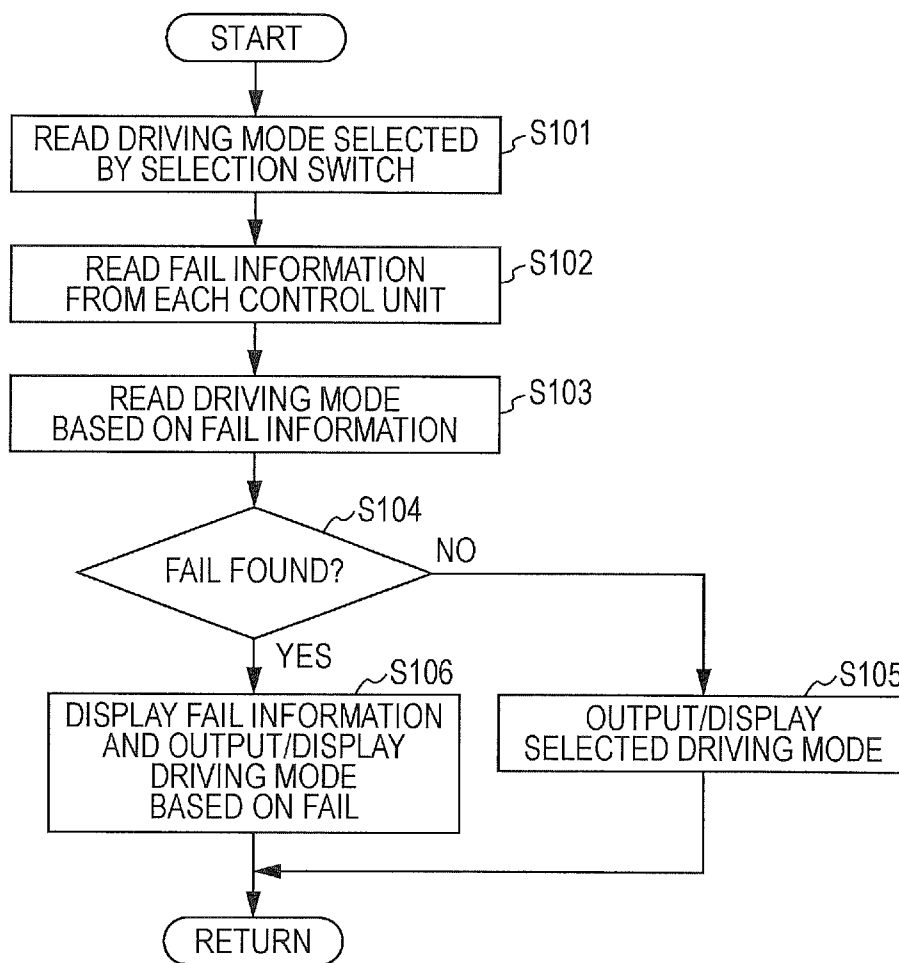 START
READ DRIVING MODE SELECTED
BY SELECTION SWITCH
S101
READ FAIL INFORMATION
FROM EACH CONTROL UNIT
S102
READ DRIVING MODE
BASED ON FAIL INFORMATION
S103
S104
FAIL FOUND?
NO
YES
S106
DISPLAY FAIL INFORMATION
AND OUTPUT/DISPLAY
DRIVING MODE
BASED ON FAIL
S105
OUTPUT/DISPLAY
SELECTED DRIVING MODE
RETURN